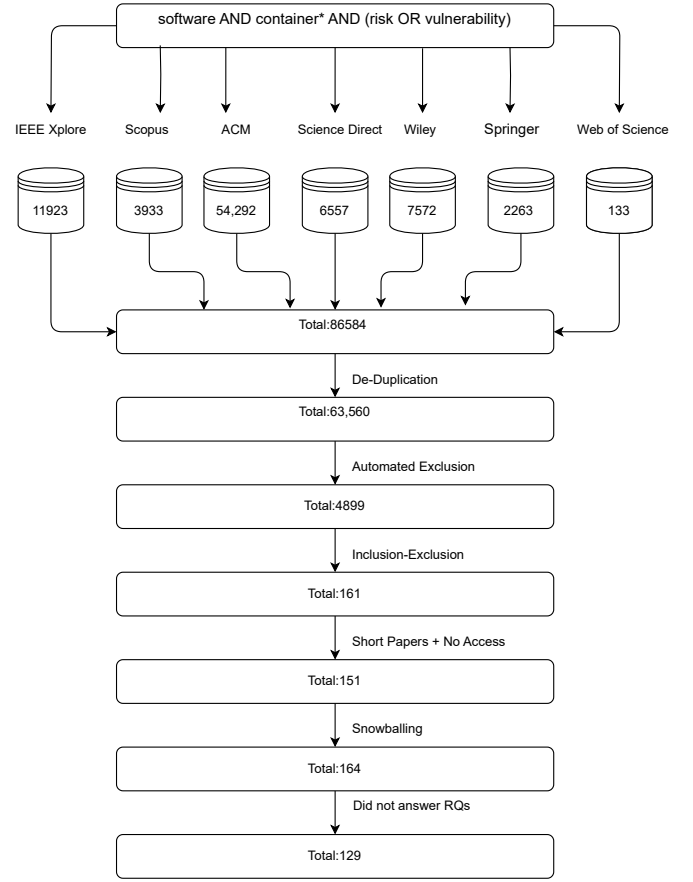 software AND container* AND (risk OR vulnerability)
IEEE Xplore
Scopus
ACM
Science Direct
Wiley
Springer
Web of Science
11923
3933
54,292
6557
7572
2263
133
Total:86584
De-Duplication
Total:63,560
Automated Exclusion
Total:4899
Inclusion-Exclusion
Total:161
Short Papers + No Access
Total:151
Snowballing
Total:164
Did not answer RQs
Total:129